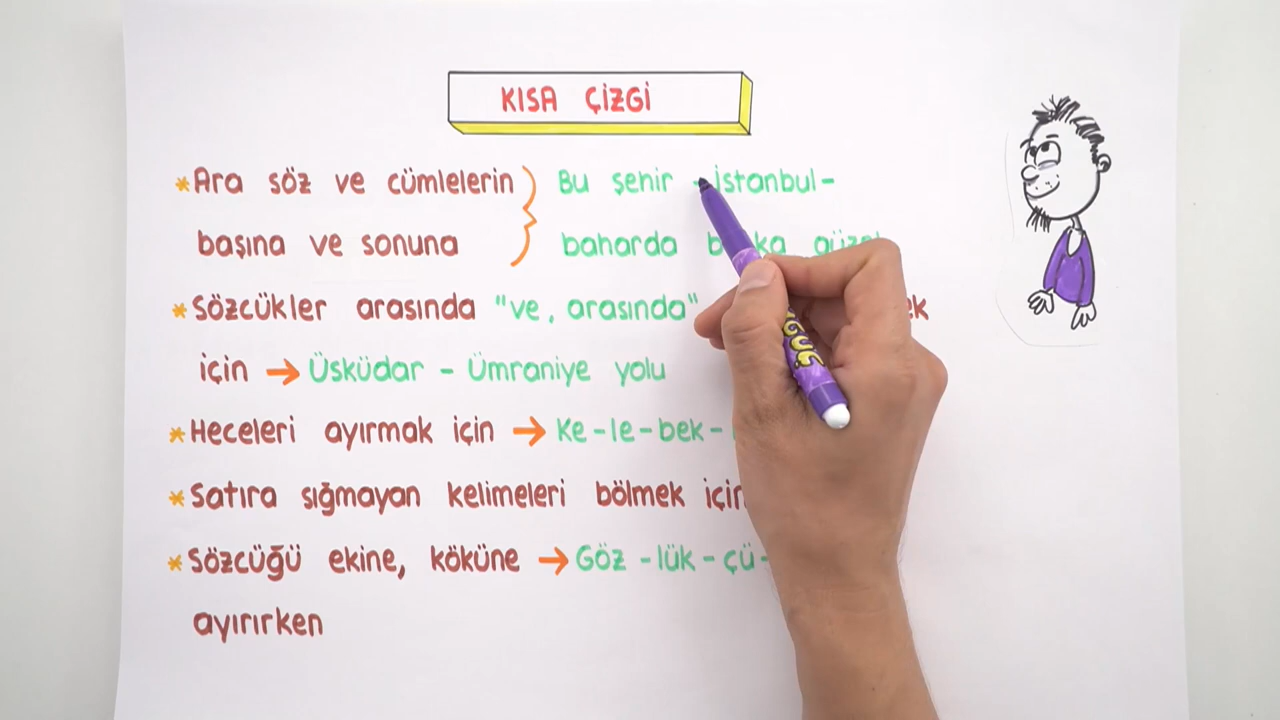 KISA ÇİZGİ
*Ara söz ve cümlelerin Bu şehir -İstanbul-
başına ve sonuna baharda
*Sözcükler arasında "ve, arasında"
için → Üsküdar - Ümraniye yolu
*Heceleri ayırmak için → Ke-le-bek-
*Satıra sığmayan kelimeleri bölmek için
*Sözcüğü ekine, köküne → Göz -lük-çü-
ayırırken